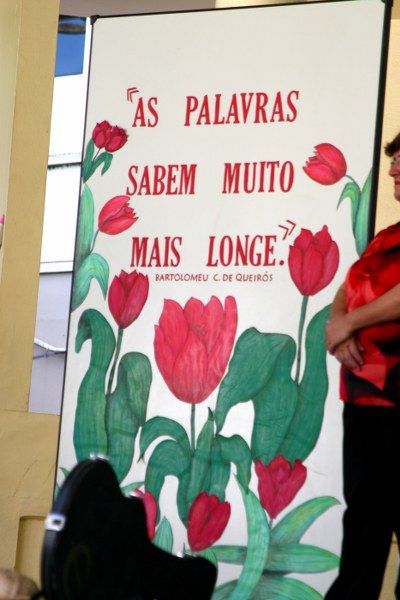 "AS PALAVRAS
SABEM MUITO
MAIS LONGE."
BARTOLOMEU C. DE QUEIRÓS